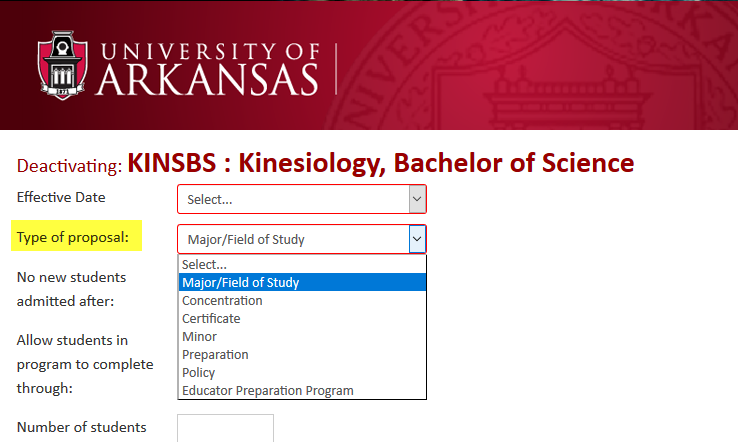 UNIVERSITY OF
ARKANSAS
1871
Deactivating: KINSBS : Kinesiology, Bachelor of Science
Effective Date
Select...
Type of proposal:
Major/Field of Study
Select...
Major/Field of Study
Concentration
Certificate
Minor
Preparation
Policy
Educator Preparation Program
No new students
admitted after:
Allow students in
program to complete
through:
Number of students